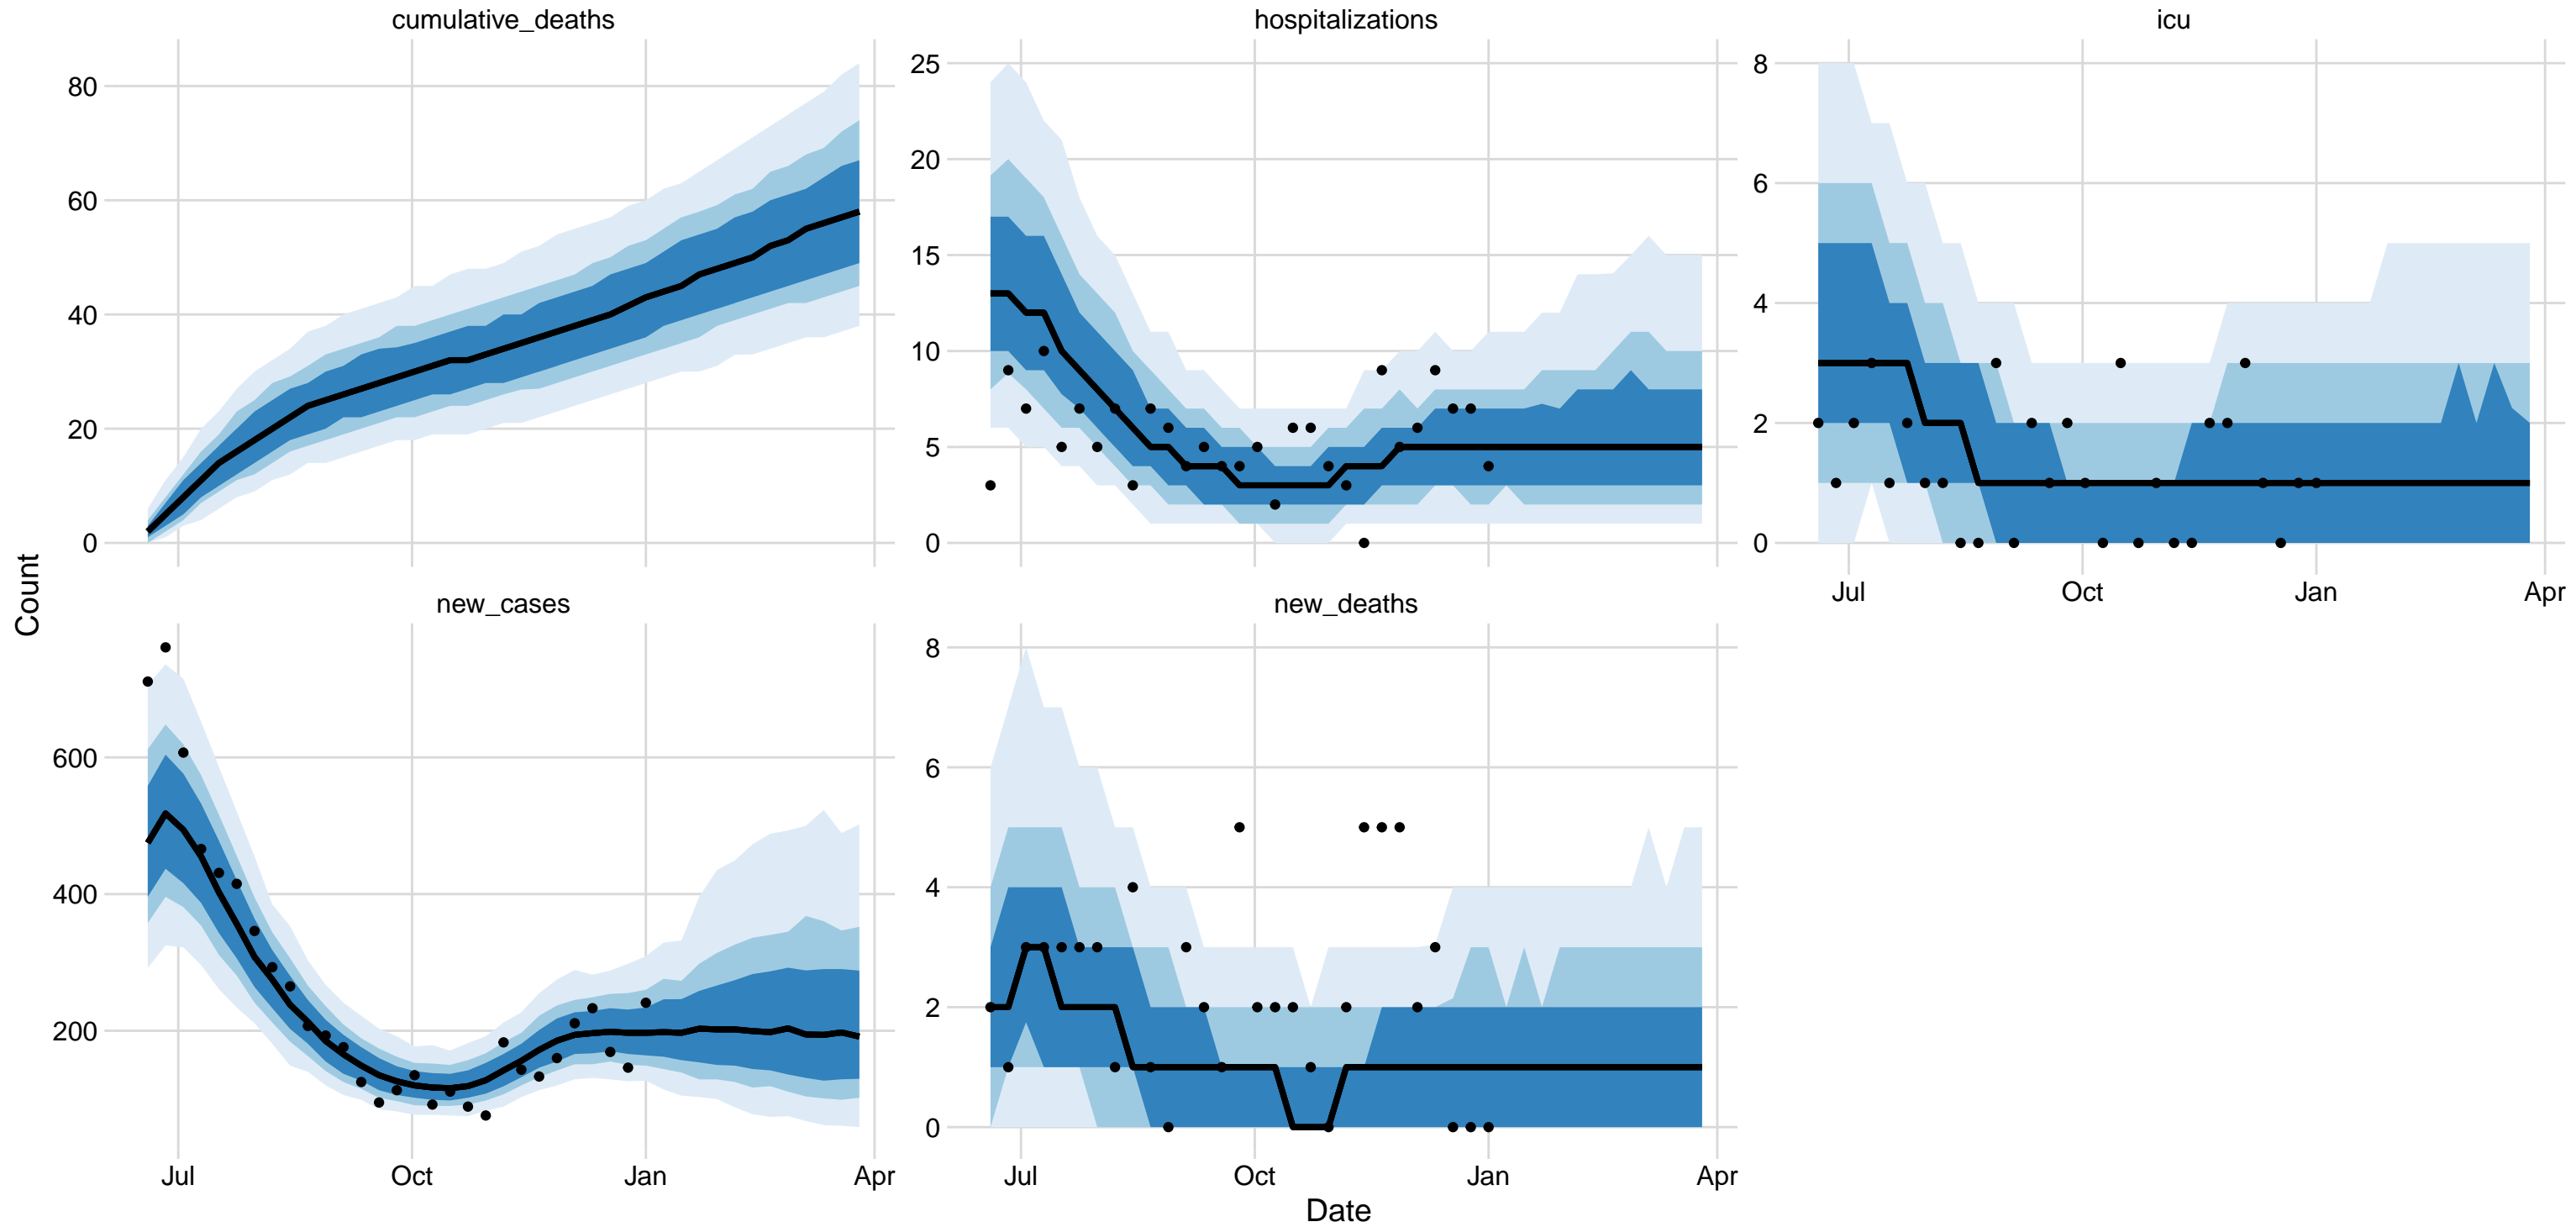 cumulative_deaths
hospitalizations
icu
80
60
40
20
0
25
20
15
10
5
0
8
6
4
2
0
Jul
Oct
Jan
Apr
Count
new_cases
new_deaths
600
400
200
8
6
4
2
0
Jul
Oct
Jan
Apr
Jul
Oct
Jan
Apr
Date